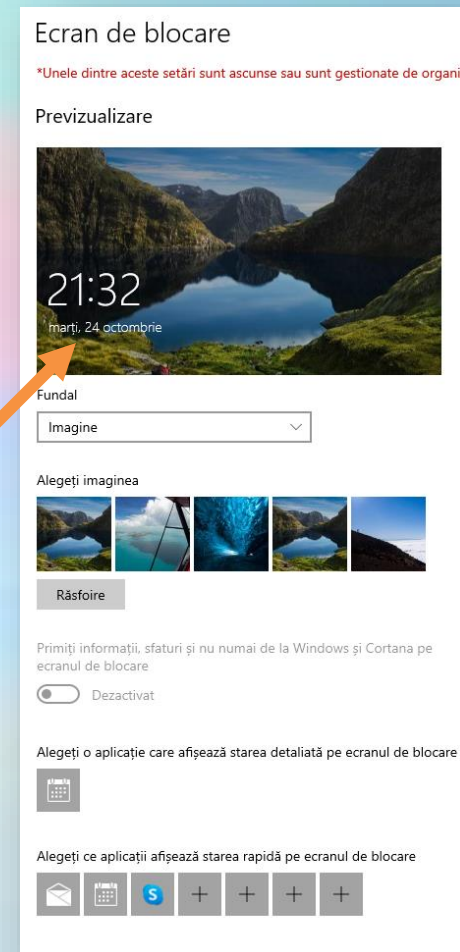 Ecran de blocare
*Unele dintre aceste setări sunt ascunse sau sunt gestionate de organi
Previzualizare
21:32
marți, 24 octombrie
Fundal
Imagine
Alegeți imaginea
Răsfoire
Primiți informații, sfaturi și nu numai de la Windows și Cortana pe
ecranul de blocare
Dezactivat
Alegeți o aplicație care afișează starea detaliată pe ecranul de blocare
Alegeți ce aplicații afișează starea rapidă pe ecranul de blocare